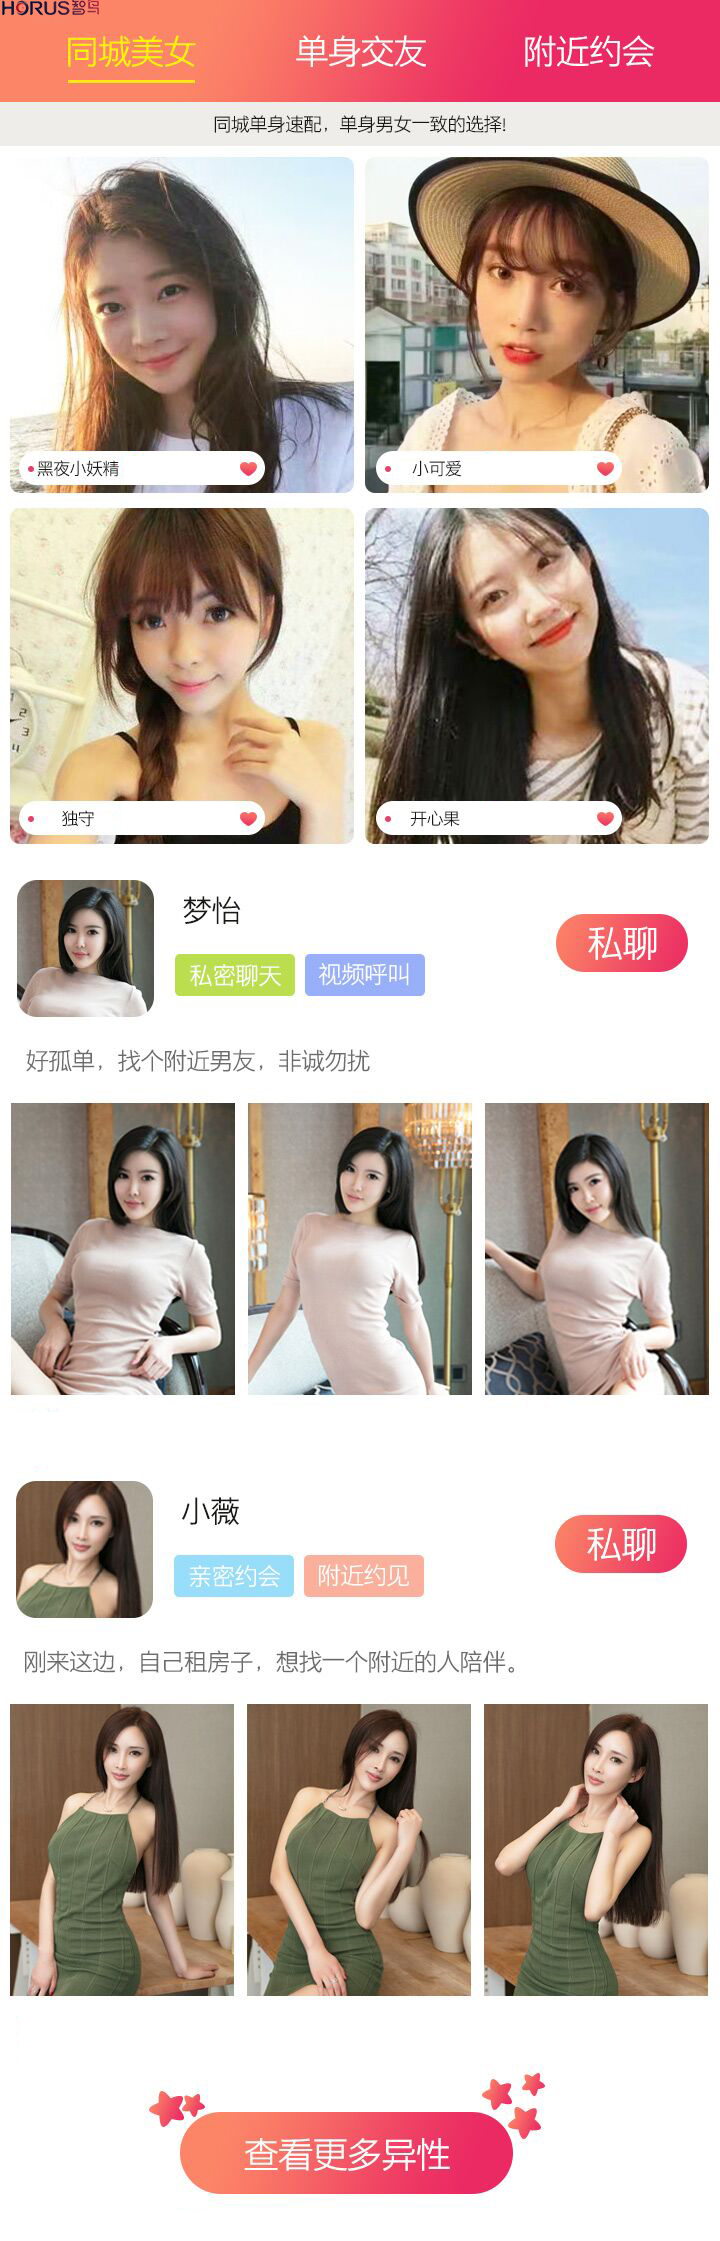 HORUS智鸟
同城美女
单身交友
附近约会
同城单身速配，单身男女一致的选择!
黑夜小妖精
小可爱
独守
开心果
梦怡
私密聊天
视频呼叫
私聊
好孤单，找个附近男友，非诚勿扰
小薇
亲密约会
附近约见
私聊
刚来这边，自己租房子，想找一个附近的人陪伴。
查看更多异性